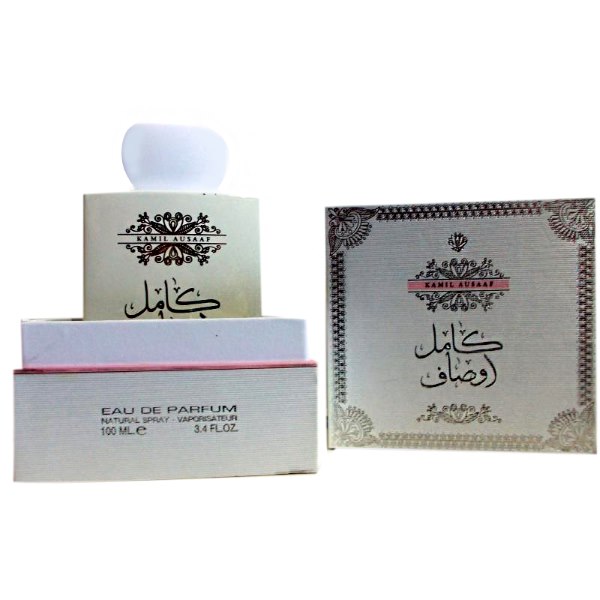 KAMIL AUSAAF
كامل
EAU DE PARFUM
NATURAL SPRAY - VAPORISATEUR
100 ML.e 3.4 FL.OZ.
KAMIL AUSAAF
كامل
اوصاف